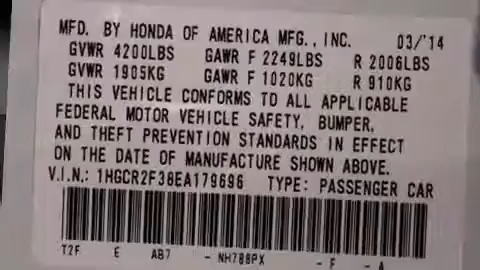 MFD. BY HONDA OF AMERICA MFG., INC. 03/'14
GVWR 4200LBS GAWR F 2249LBS R 2006LBS
GVWR 1905KG GAWR F 1020KG R 910KG
THIS VEHICLE CONFORMS TO ALL APPLICABLE
FEDERAL MOTOR VEHICLE SAFETY, BUMPER,
AND THEFT PREVENTION STANDARDS IN EFFECT
ON THE DATE OF MANUFACTURE SHOWN ABOVE.
V.I.N.: 1HGCR2F38EA179696 TYPE: PASSENGER CAR
T2F E AB7 - NH788PX - F - A